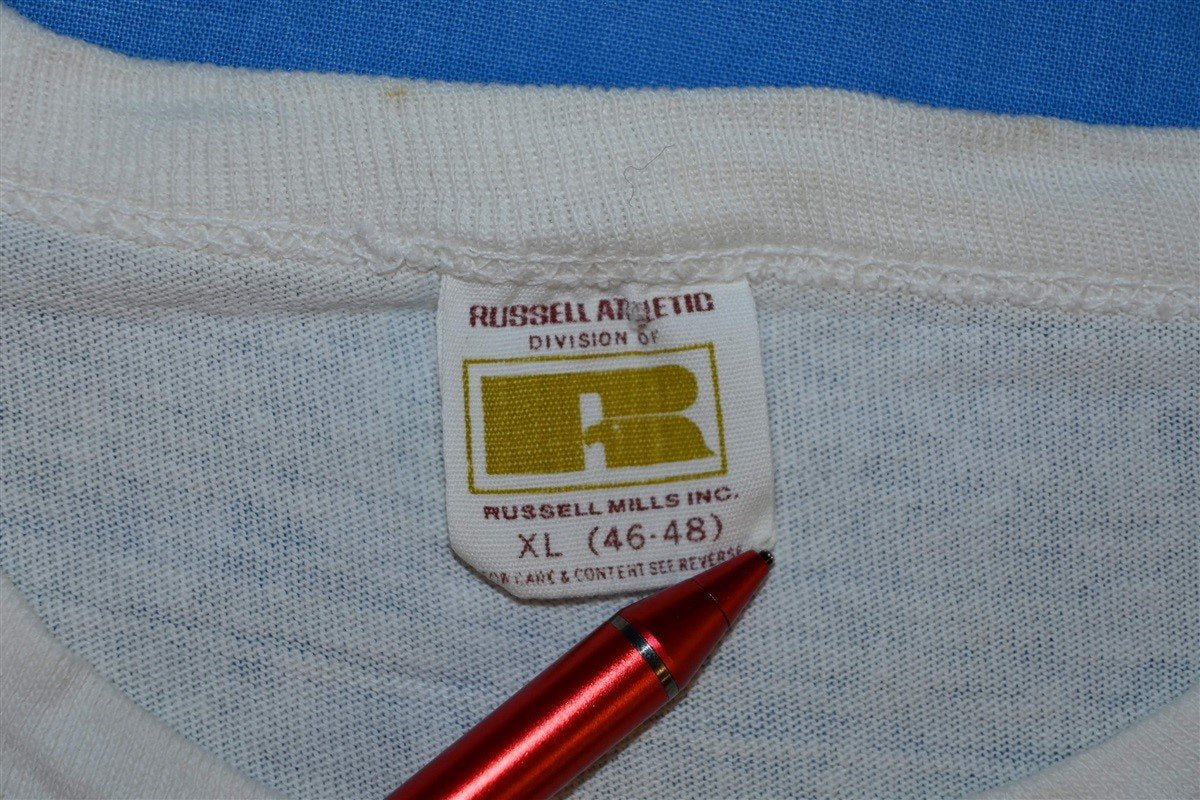 RUSSELL ATHLETIC
DIVISION OF
R
RUSSELL MILLS INC.
XL (46-48)
CARE & CONTENT SEE REVERSE